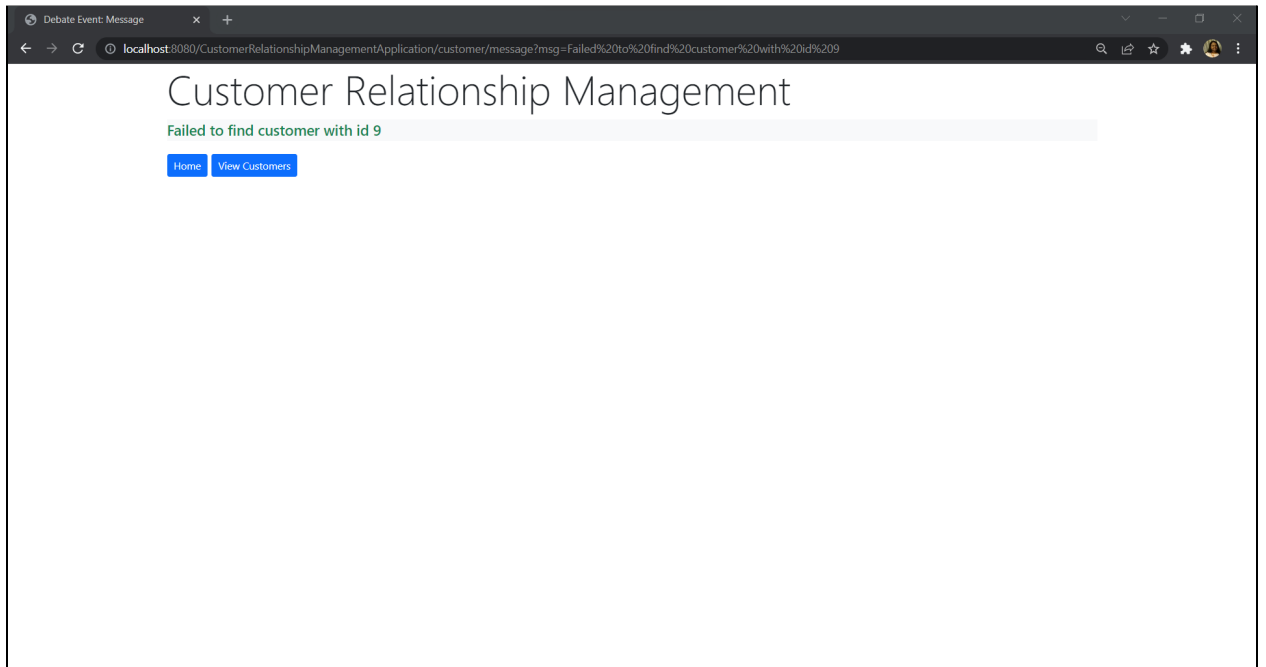 Debate Event: Message
localhost:8080/CustomerRelationshipManagementApplication/customer/message?msg=Failed%20to%20find%20customer%20with%20id%209
Customer Relationship Management
Failed to find customer with id 9
Home View Customers